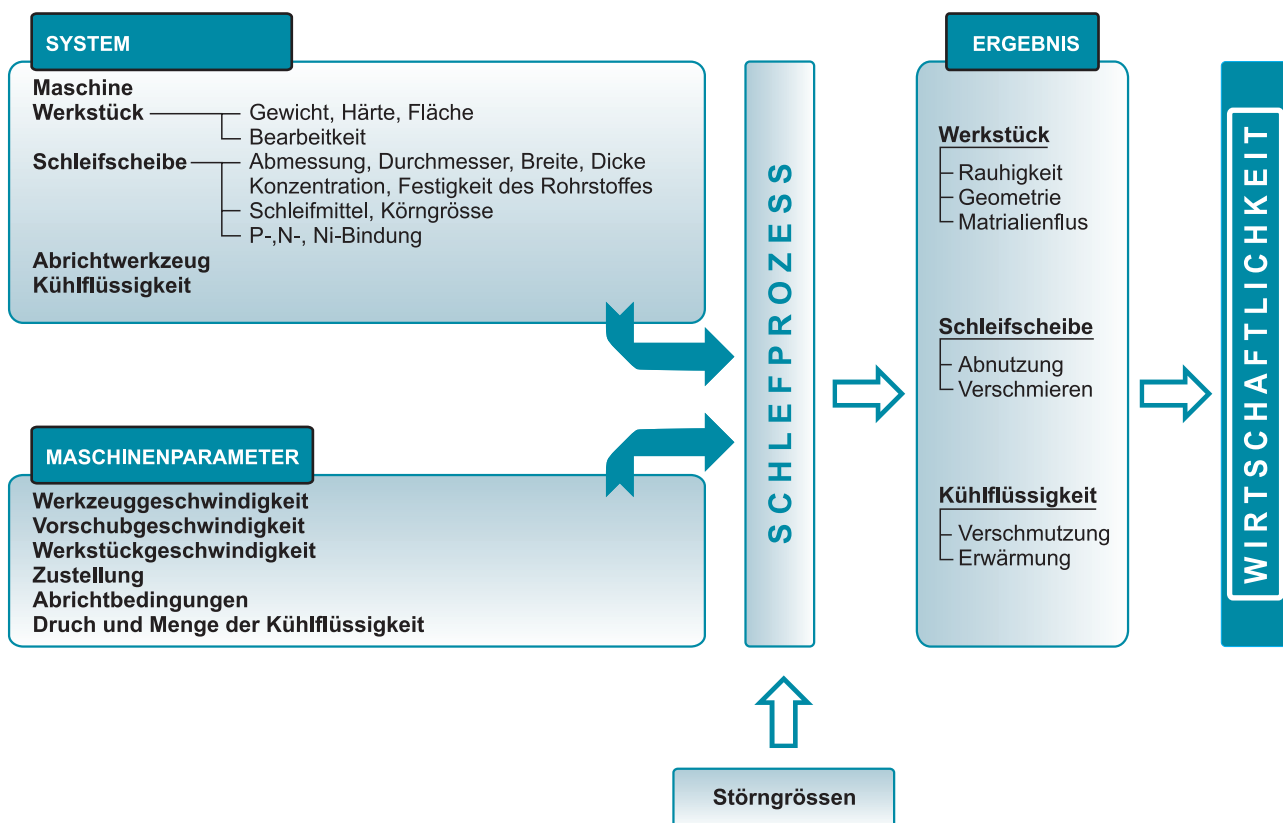 SYSTEM
Maschine
Werkstück
Gewicht, Härte, Fläche
Bearbeitkeit
Schleifscheibe
Abmessung, Durchmesser, Breite, Dicke
Konzentration, Festigkeit des Rohrstoffes
Schleifmittel, Körngrösse
P-,N-, Ni-Bindung
Abrichtwerkzeug
Kühlflüssigkeit
MASCHINENPARAMETER
Werkzeuggeschwindigkeit
Vorschubgeschwindigkeit
Werkstückgeschwindigkeit
Zustellung
Abrichtbedingungen
Druch und Menge der Kühlflüssigkeit
SCHLEFPROZESS
Störngrössen
ERGEBNIS
Werkstück
Rauhigkeit
Geometrie
Matrialienflus
Schleifscheibe
Abnutzung
Verschmieren
Kühlflüssigkeit
Verschmutzung
Erwärmung
WIRTSCHAFTLICHKEIT